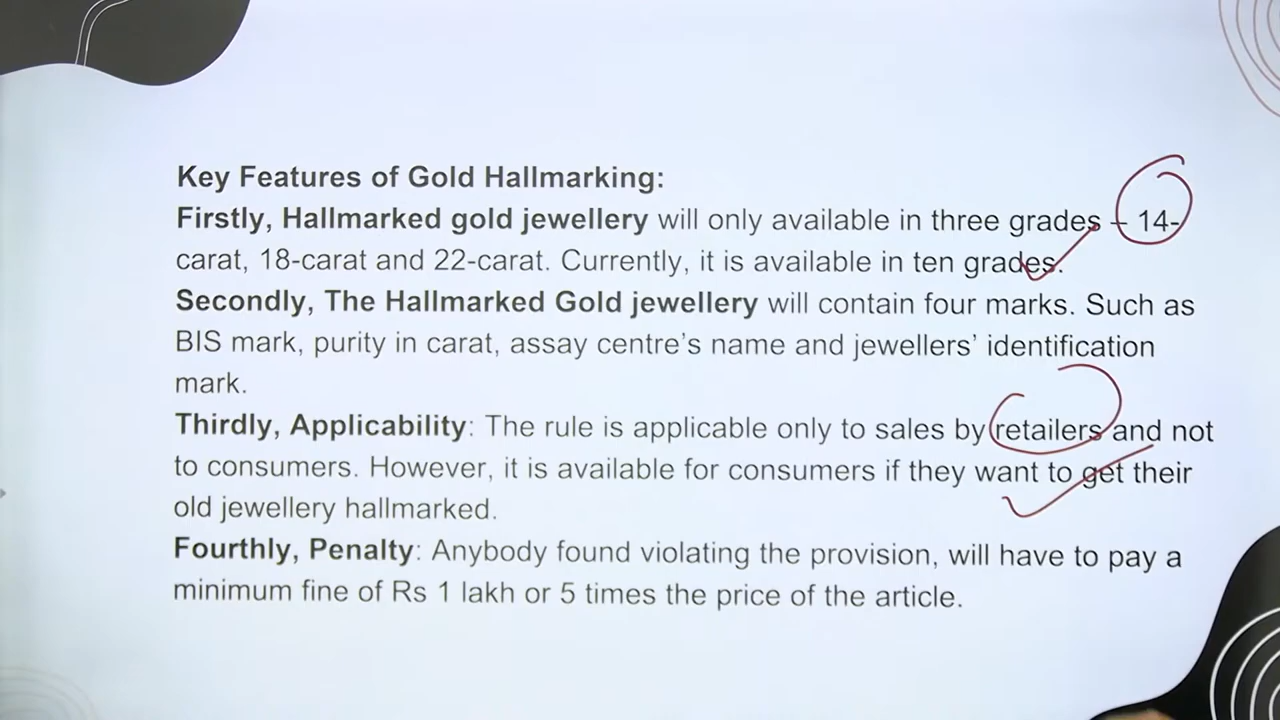 Key Features of Gold Hallmarking:
Firstly, Hallmarked gold jewellery will only available in three grades – 14-
carat, 18-carat and 22-carat. Currently, it is available in ten grades.
Secondly, The Hallmarked Gold jewellery will contain four marks. Such as
BIS mark, purity in carat, assay centre’s name and jewellers’ identification
mark.
Thirdly, Applicability: The rule is applicable only to sales by retailers and not
to consumers. However, it is available for consumers if they want to get their
old jewellery hallmarked.
Fourthly, Penalty: Anybody found violating the provision, will have to pay a
minimum fine of Rs 1 lakh or 5 times the price of the article.